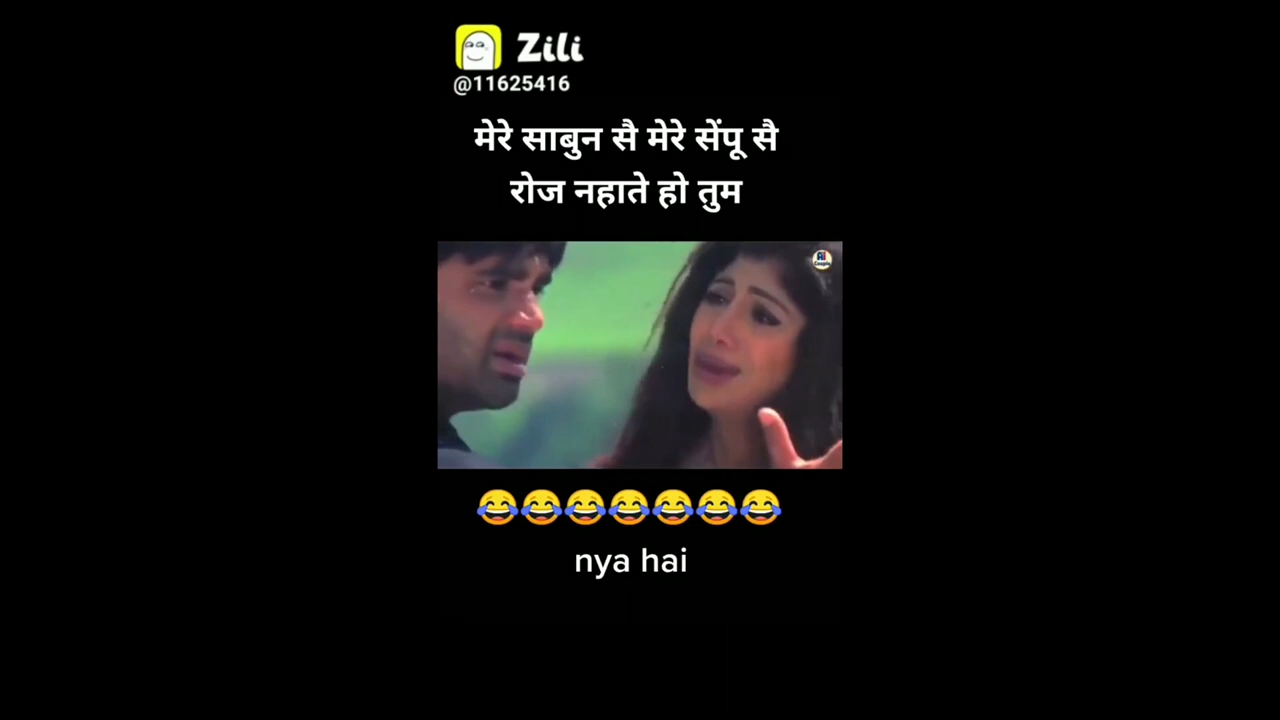 Zili
@11625416
मेरे साबुन सै मेरे सेंपू सै
रोज नहाते हो तुम
😂😂😂😂😂😂😂
nya hai